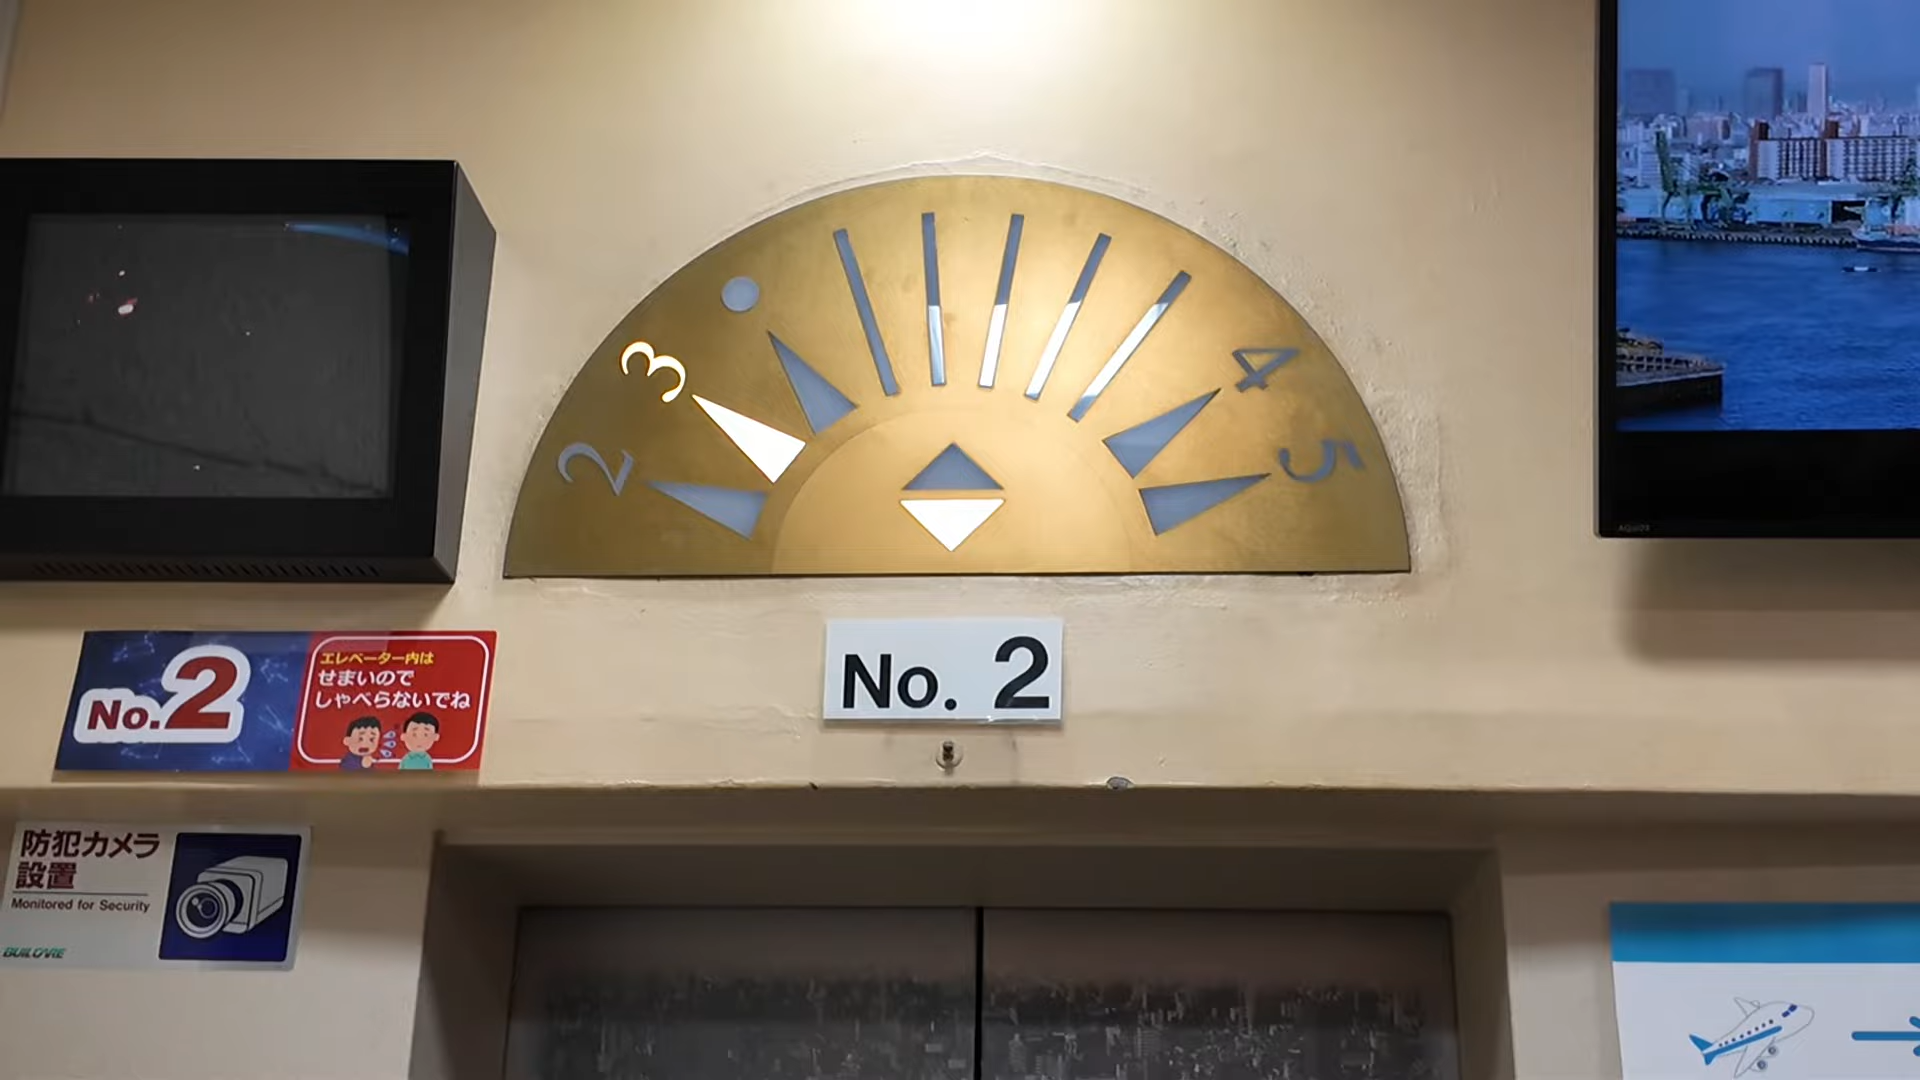 2
3
4
5
No. 2
No.2
エレベーター内は
せまいので
しゃべらないでね
防犯カメラ
設置
Monitored for Security
BUILCARE
AQUOS